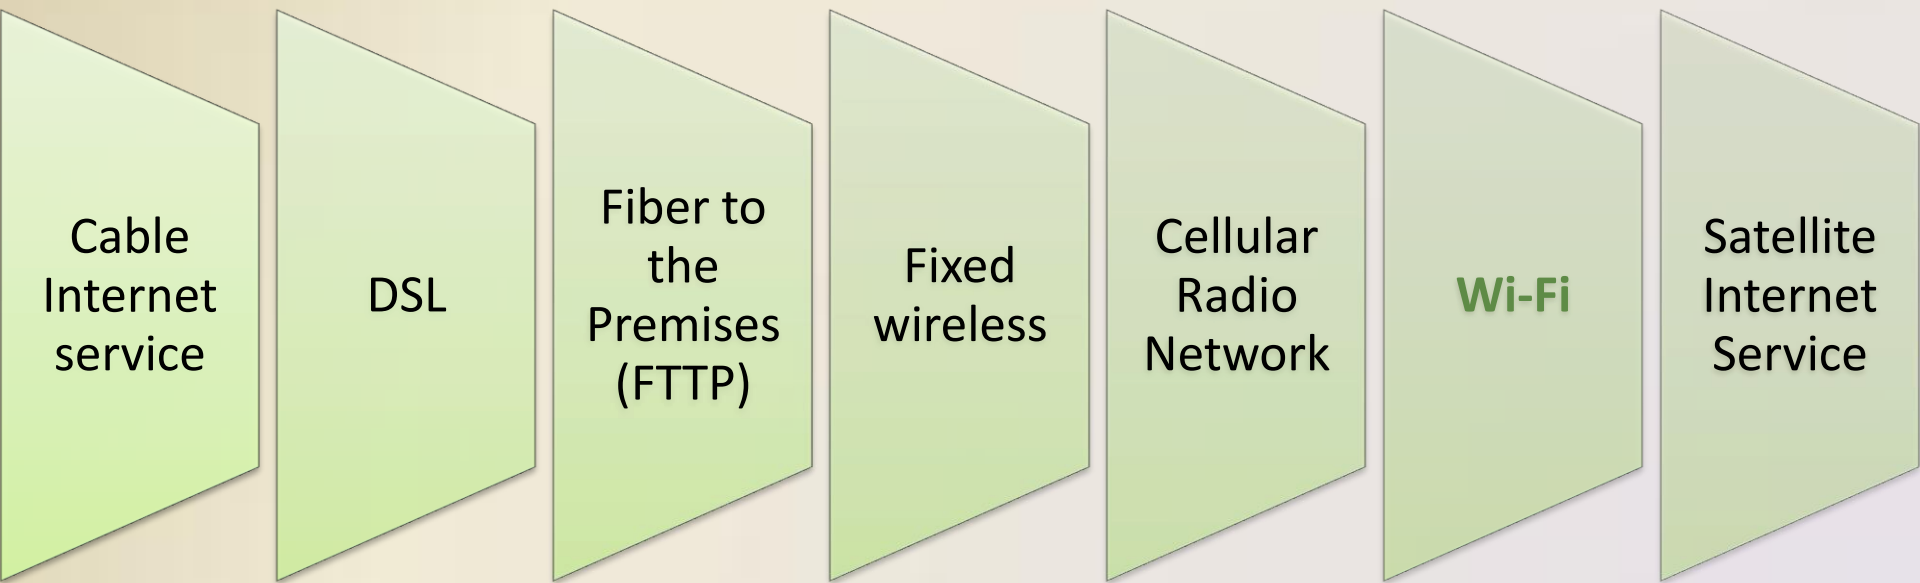 Cable
Internet
service
DSL
Fiber to
the
Premises
(FTTP)
Fixed
wireless
Cellular
Radio
Network
Wi-Fi
Satellite
Internet
Service